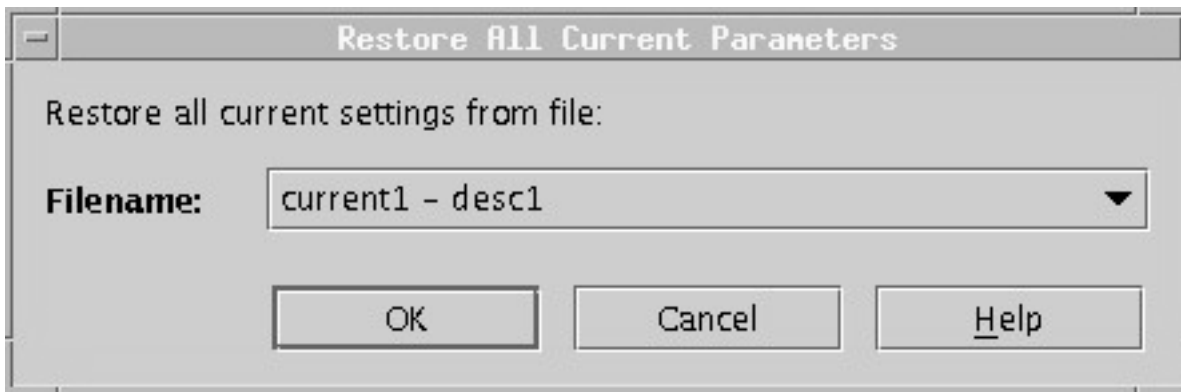 Restore All Current Parameters
Restore all current settings from file:
Filename: current1 – desc1
OK Cancel Help